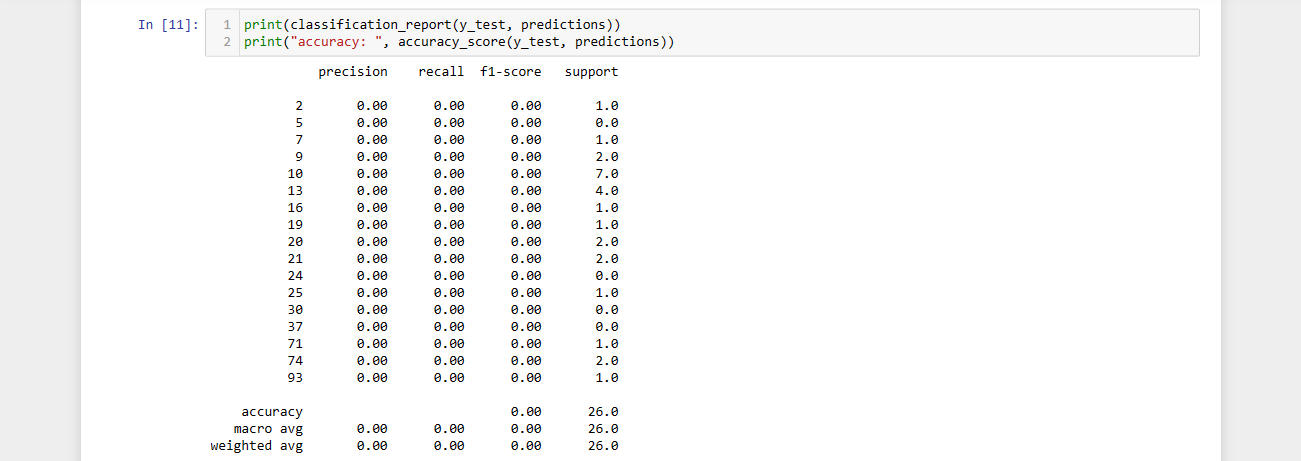 In [11]:
1 print(classification_report(y_test, predictions))
2 print("accuracy: ", accuracy_score(y_test, predictions))
precision recall f1-score support
2 0.00 0.00 0.00 1.0
5 0.00 0.00 0.00 0.0
7 0.00 0.00 0.00 1.0
9 0.00 0.00 0.00 2.0
10 0.00 0.00 0.00 7.0
13 0.00 0.00 0.00 4.0
16 0.00 0.00 0.00 1.0
19 0.00 0.00 0.00 1.0
20 0.00 0.00 0.00 2.0
21 0.00 0.00 0.00 2.0
24 0.00 0.00 0.00 0.0
25 0.00 0.00 0.00 1.0
30 0.00 0.00 0.00 0.0
37 0.00 0.00 0.00 0.0
71 0.00 0.00 0.00 1.0
74 0.00 0.00 0.00 2.0
93 0.00 0.00 0.00 1.0
accuracy 0.00 26.0
macro avg 0.00 0.00 0.00 26.0
weighted avg 0.00 0.00 0.00 26.0